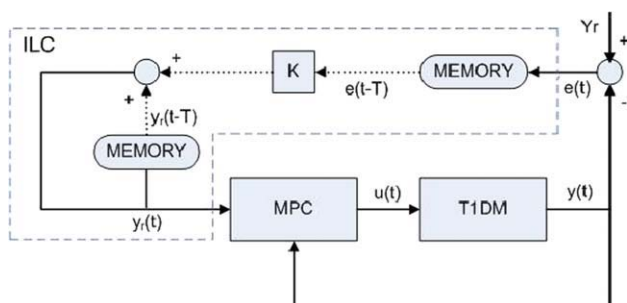 ILC
Yr
+
+
K
MEMORY
e(t-T)
e(t)
-
+
yr(t-T)
MEMORY
yr(t)
MPC
u(t)
T1DM
y(t)